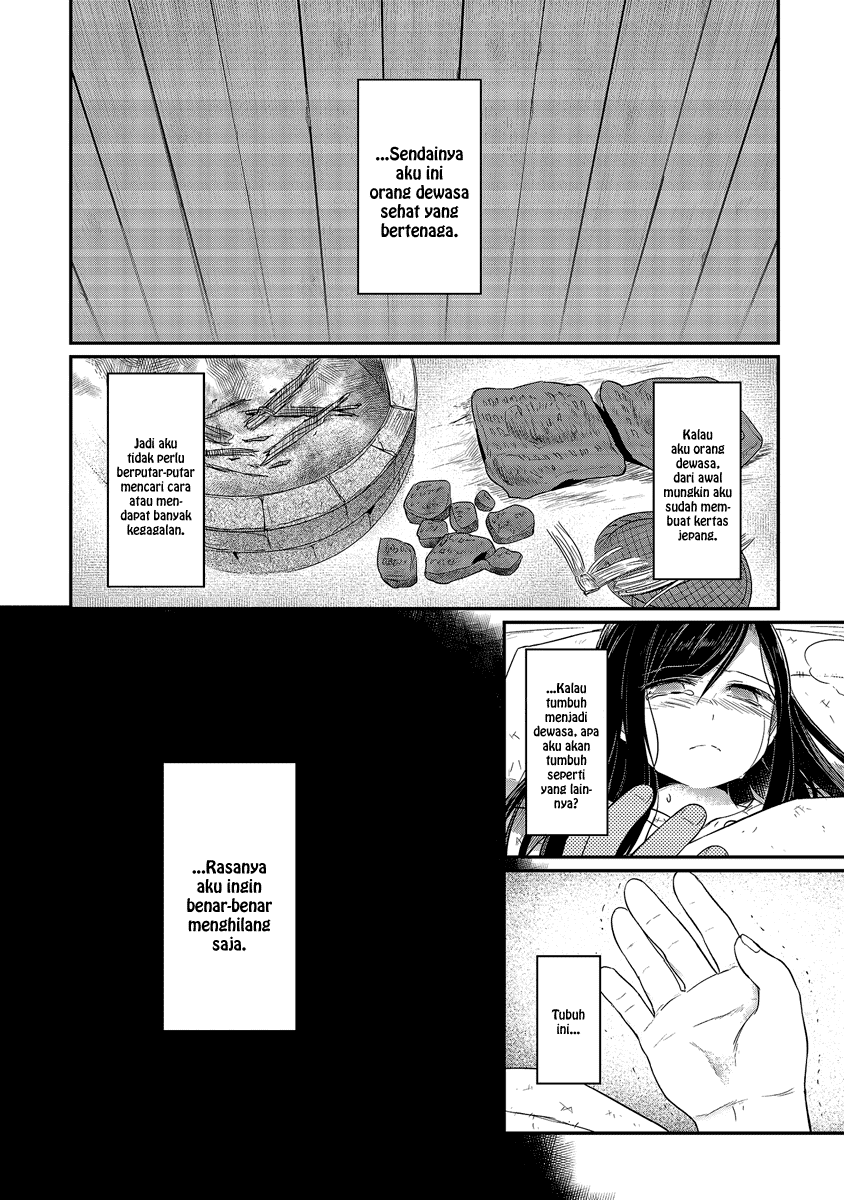 ...Sendainya
aku ini
orang dewasa
sehat yang
bertenaga.
Kalau
aku orang
dewasa,
dari awal
mungkin aku
sudah mem-
buat kertas
jepang.
Jadi aku
tidak perlu
berputar-putar
mencari cara
atau men-
dapat banyak
kegagalan.
...Kalau
tumbuh
menjadi
dewasa, apa
aku akan
tumbuh
seperti
yang lain-
nya?
Tubuh
ini...
...Rasanya
aku ingin
benar-benar
menghilang
saja.